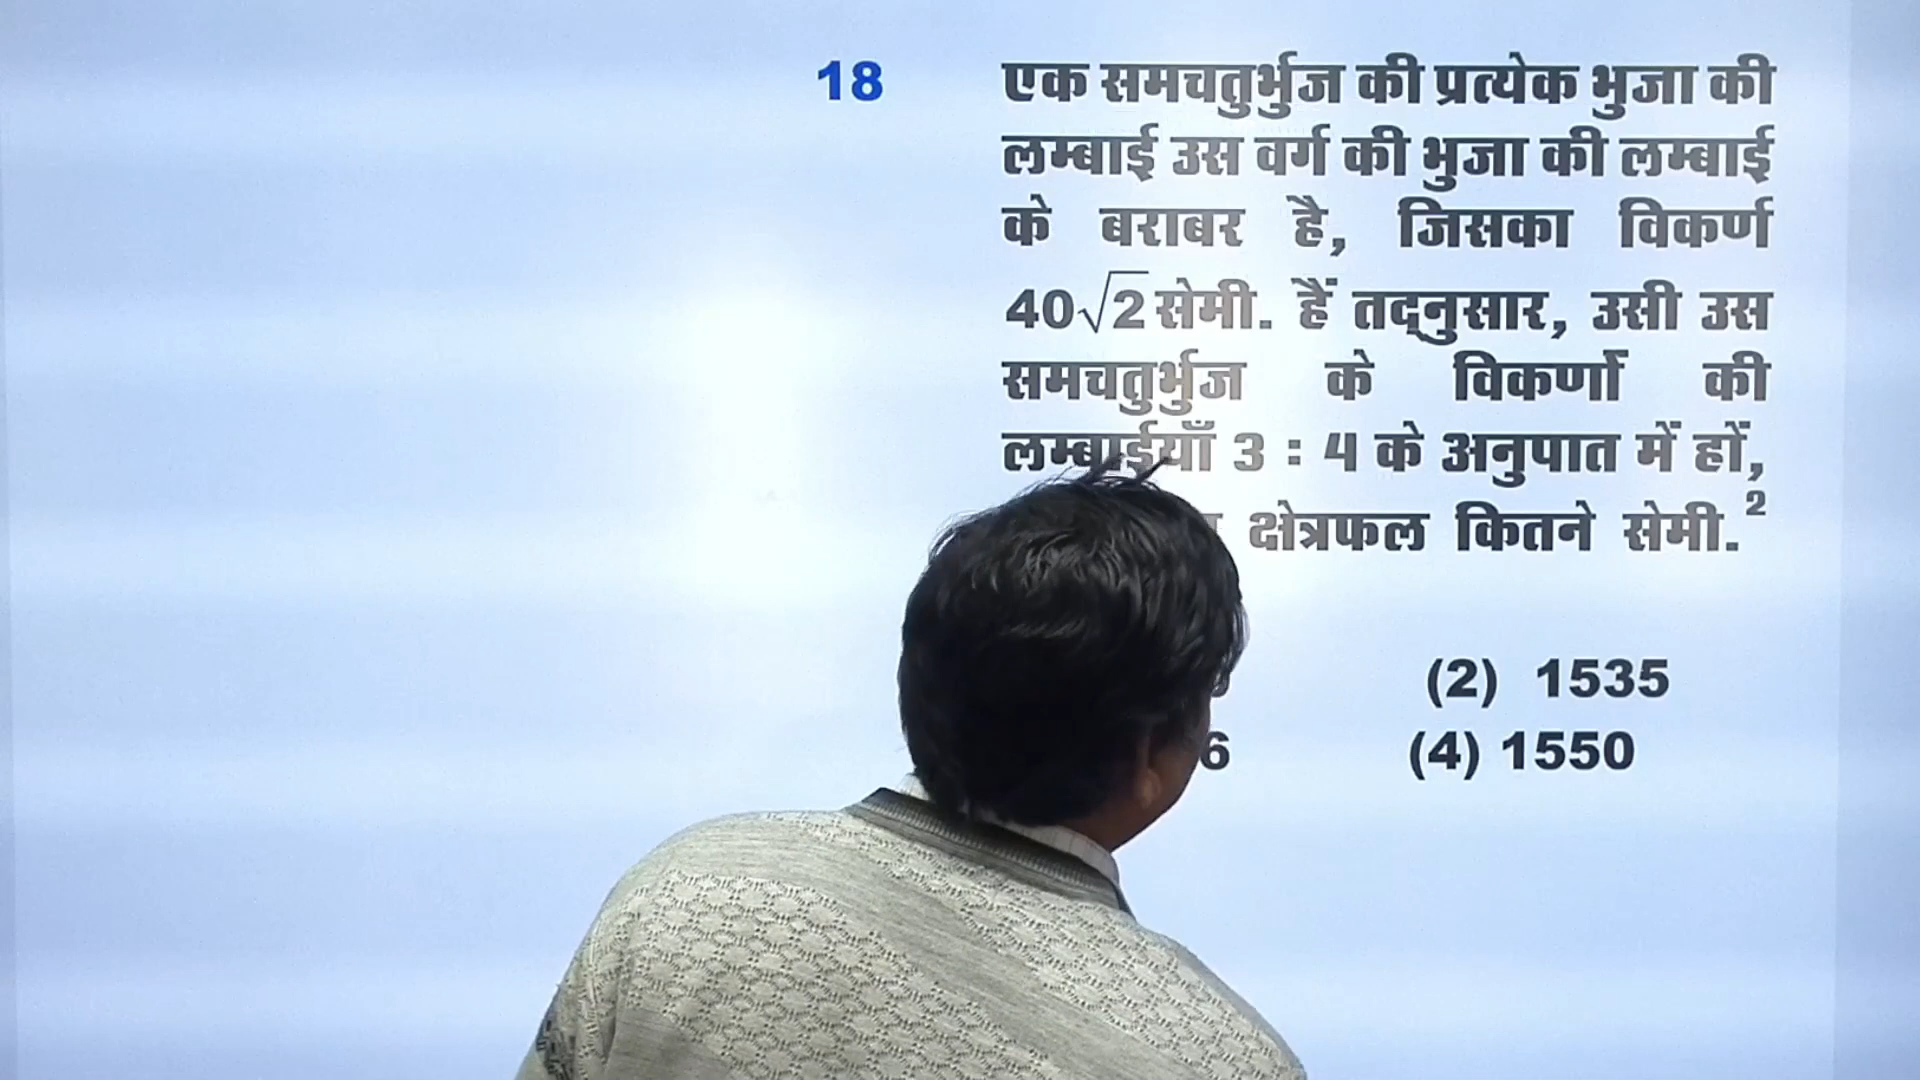 18 एक समचतुर्भुज की प्रत्येक भुजा की
लम्बाई उस वर्ग की भुजा की लम्बाई
के बराबर है, जिसका विकर्ण
40√2 सेमी. हैं तद्नुसार, उसी उस
समचतुर्भुज के विकर्णों की
लम्बाईयाँ 3 : 4 के अनुपात में हों,
क्षेत्रफल कितने सेमी.²
(2) 1535
6 (4) 1550